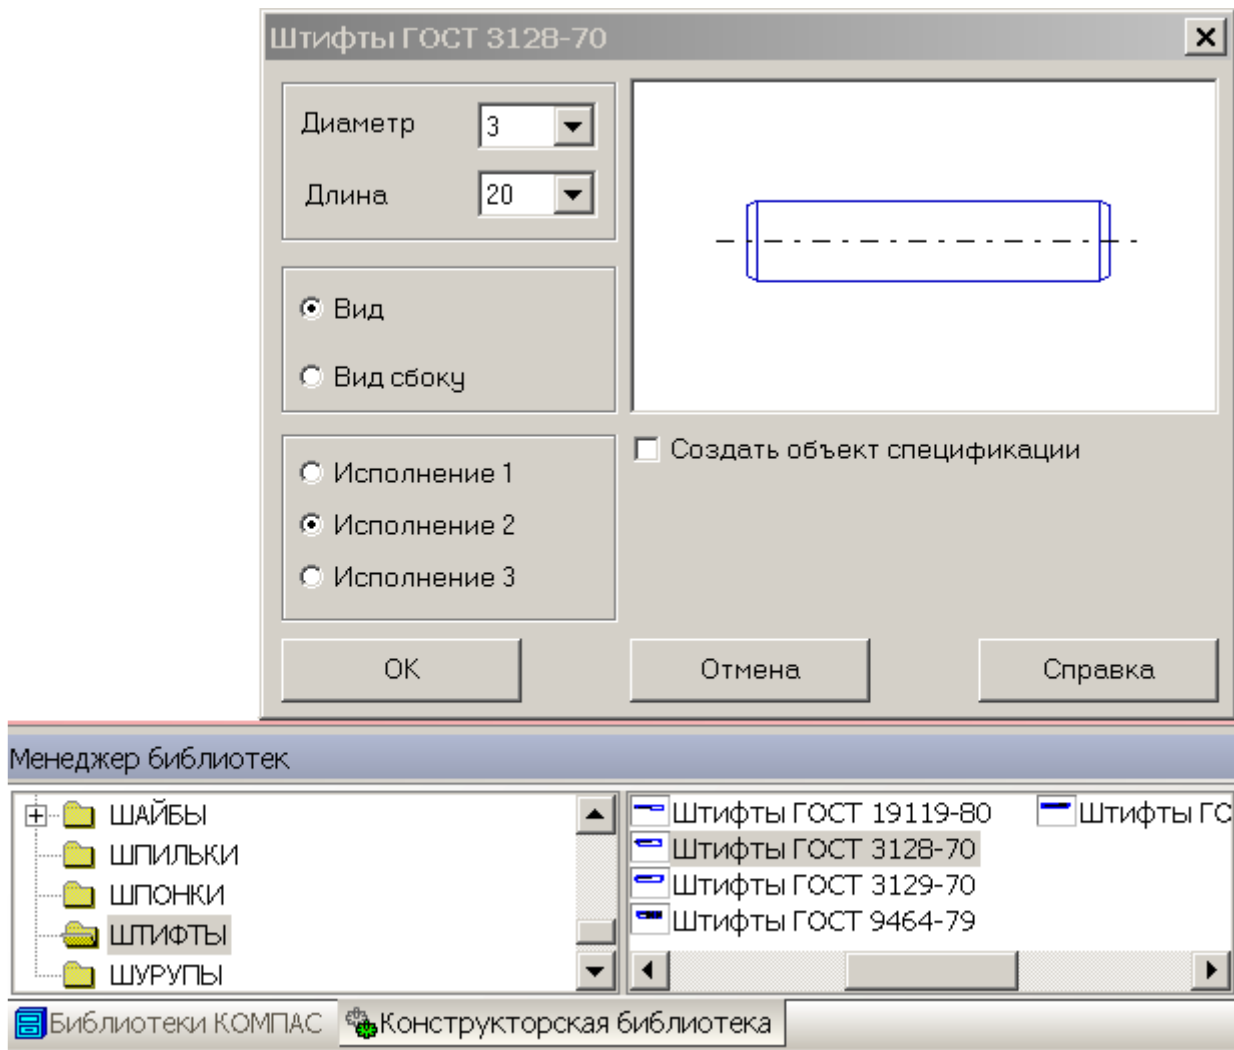 Штифты ГОСТ 3128-70
Диаметр 3
Длина 20
Вид
Вид сбоку
Создать объект спецификации
Исполнение 1
Исполнение 2
Исполнение 3
OK Отмена Справка
Менеджер библиотек
ШАЙБЫ
ШПИЛЬКИ
ШПОНКИ
ШТИФТЫ
ШУРУПЫ
Штифты ГОСТ 19119-80 Штифты ГО
Штифты ГОСТ 3128-70
Штифты ГОСТ 3129-70
Штифты ГОСТ 9464-79
Библиотеки КОМПАС Конструкторская библиотека